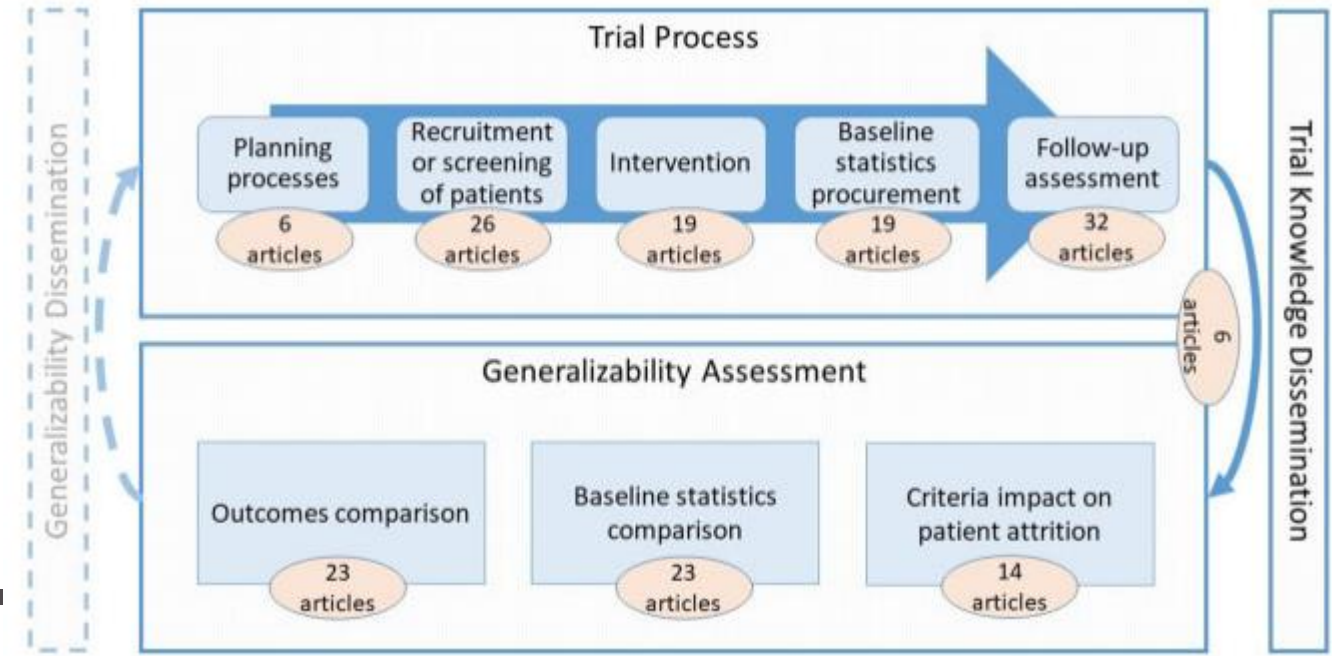 Generalizability Dissemination
Trial Process
Planning
processes
6
articles
Recruitment
or screening
of patients
26
articles
Intervention
19
articles
Baseline
statistics
procurement
19
articles
Follow-up
assessment
32
articles
6
articles
Trial Knowledge Dissemination
Generalizability Assessment
Outcomes comparison
23
articles
Baseline statistics
comparison
23
articles
Criteria impact on
patient attrition
14
articles